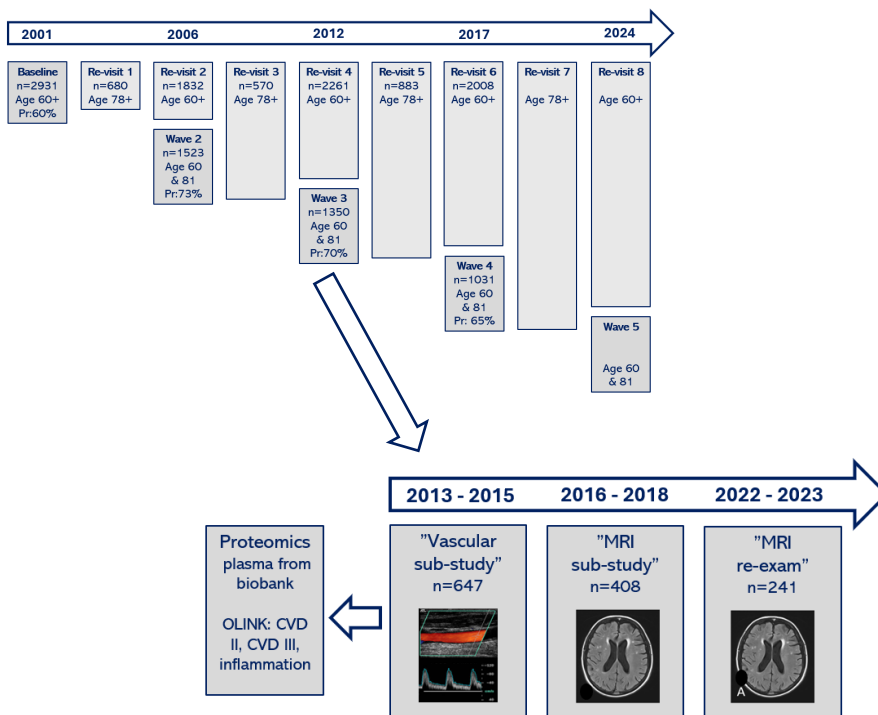 2001
2006
2012
2017
2024
Baseline
n=2931
Age 60+
Pr:60%
Re-visit 1
n=680
Age 78+
Re-visit 2
n=1832
Age 60+
Wave 2
n=1523
Age 60
& 81
Pr:73%
Re-visit 3
n=570
Age 78+
Re-visit 4
n=2261
Age 60+
Wave 3
n=1350
Age 60
& 81
Pr:70%
Re-visit 5
n=883
Age 78+
Re-visit 6
n=2008
Age 60+
Wave 4
n=1031
Age 60
& 81
Pr: 65%
Re-visit 7
Age 78+
Re-visit 8
Age 60+
Wave 5
Age 60
& 81
2013 - 2015
2016 - 2018
2022 - 2023
Proteomics
plasma from
biobank
OLINK: CVD
II, CVD III,
inflammation
"Vascular
sub-study"
n=647
"MRI
sub-study"
n=408
"MRI
re-exam"
n=241
A